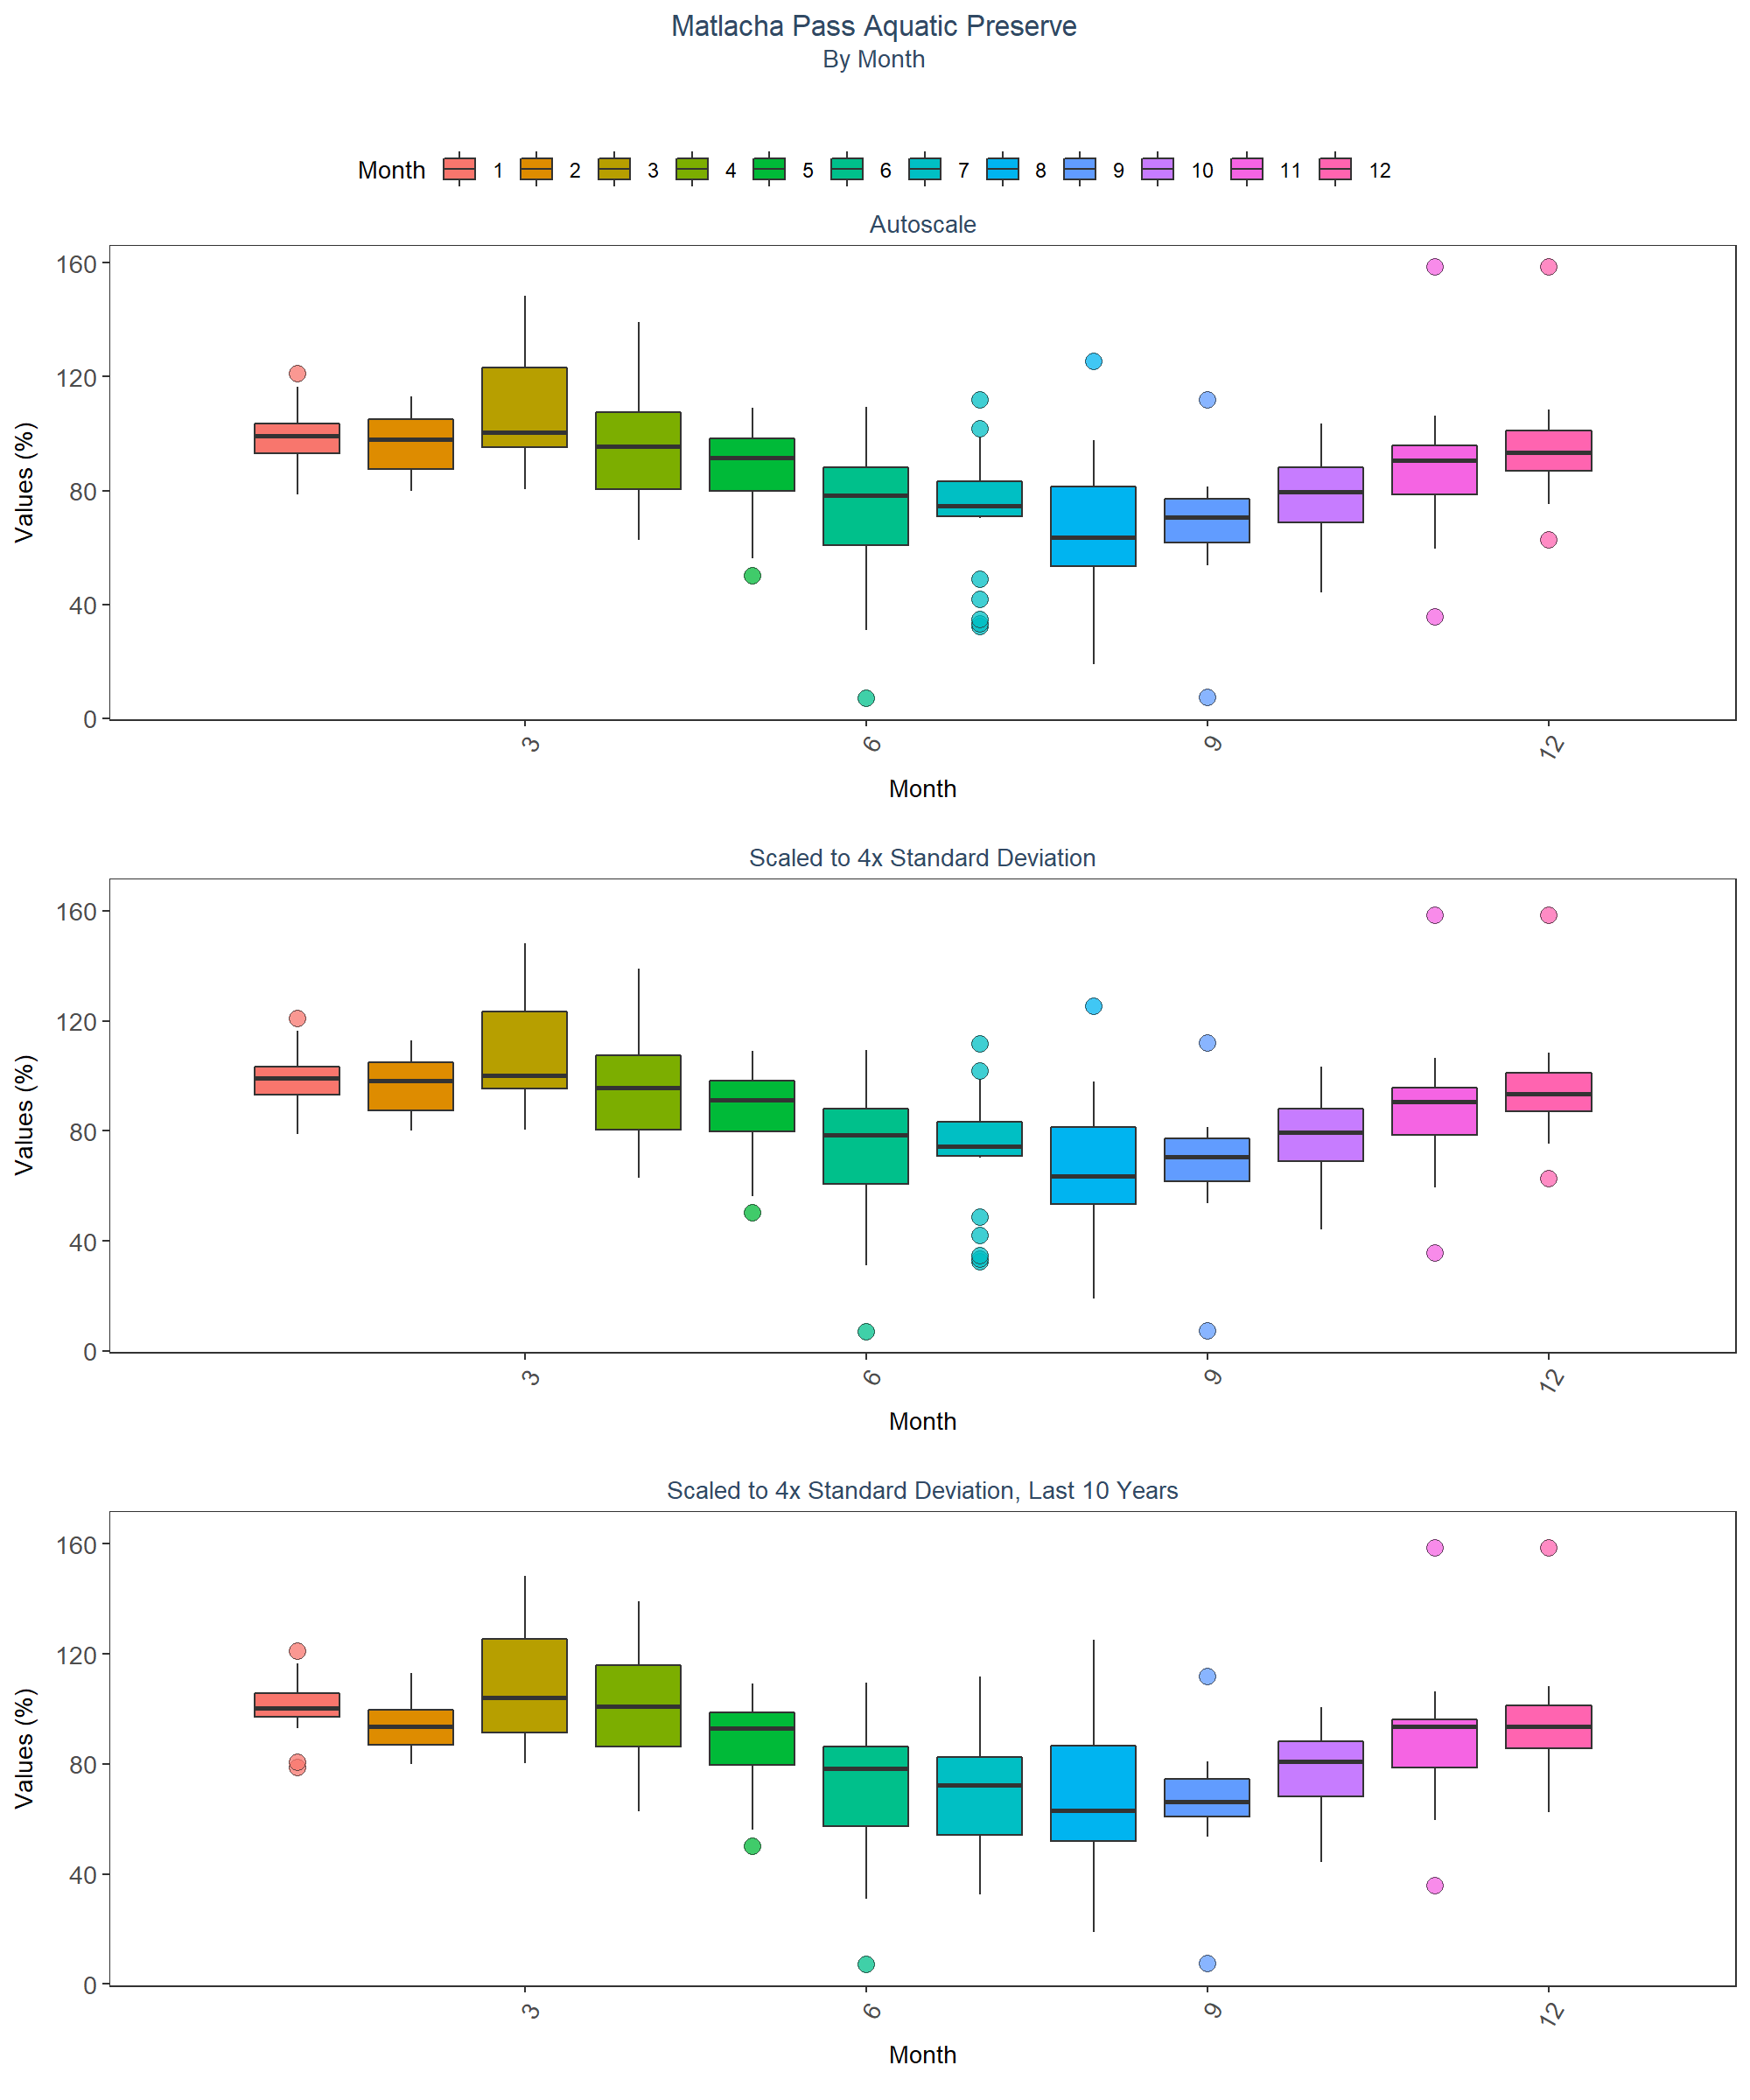 Matlacha Pass Aquatic Preserve
By Month
Month 1 2 3 4 5 6 7 8 9 10 11 12
Autoscale
Values (%)
160
120
80
40
0
3 6 9 12
Month
Scaled to 4x Standard Deviation
Values (%)
160
120
80
40
0
3 6 9 12
Month
Scaled to 4x Standard Deviation, Last 10 Years
Values (%)
160
120
80
40
0
3 6 9 12
Month